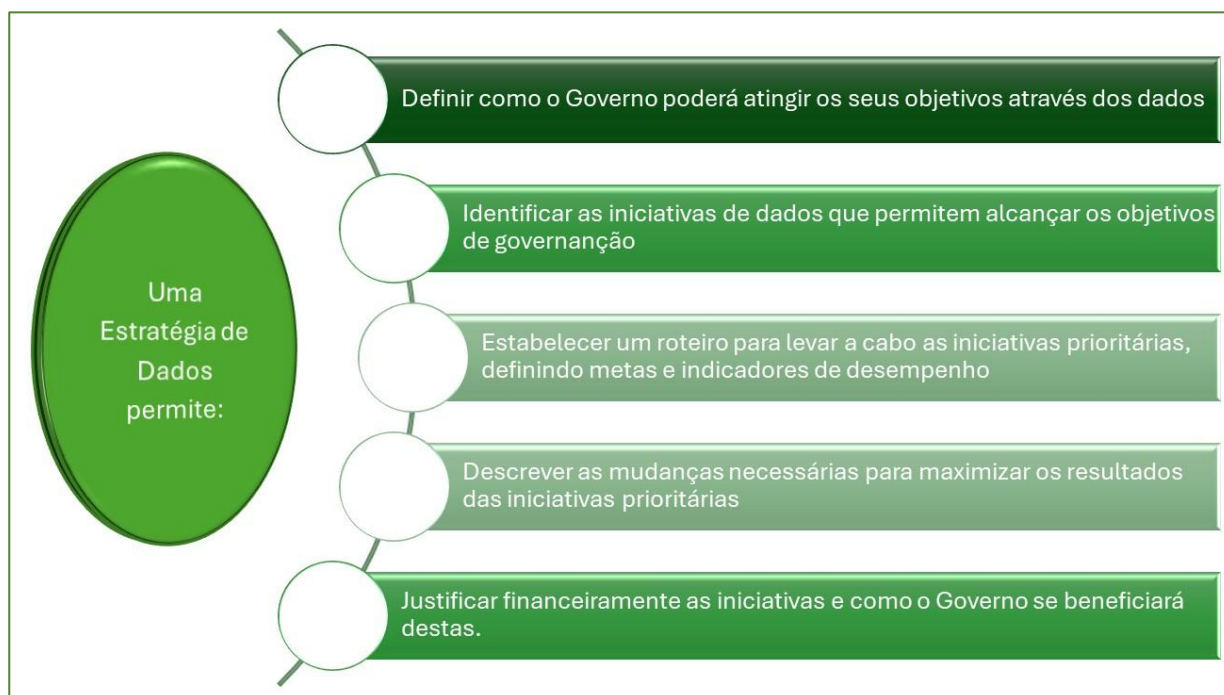 Uma
Estratégia de
Dados
permite:
Definir como o Governo poderá atingir os seus objetivos através dos dados
Identificar as iniciativas de dados que permitem alcançar os objetivos
de governanção
Estabelecer um roteiro para levar a cabo as iniciativas prioritárias,
definindo metas e indicadores de desempenho
Descrever as mudanças necessárias para maximizar os resultados
das iniciativas prioritárias
Justificar financeiramente as iniciativas e como o Governo se beneficiará
destas.